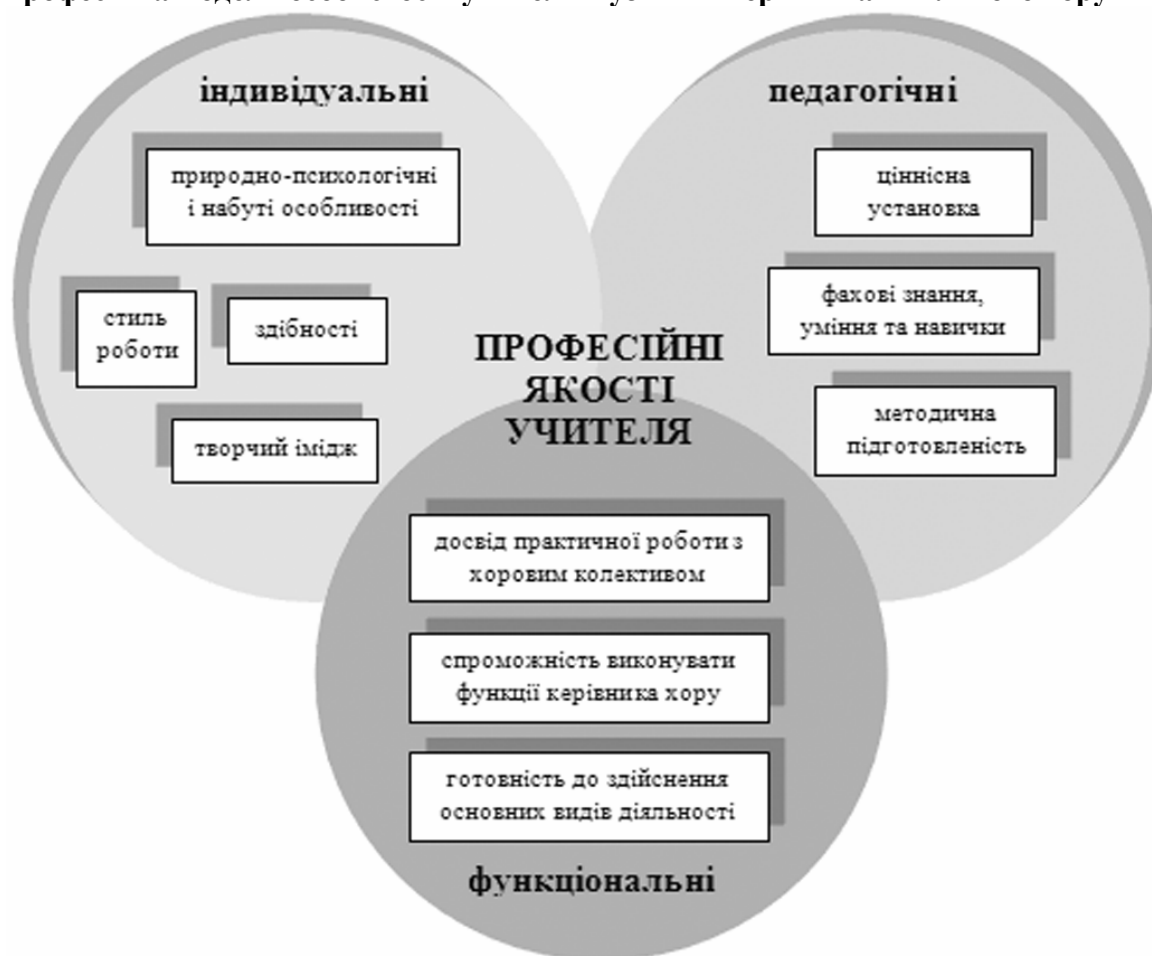 індивідуальні
природно-психологічні
і набуті особливості
стиль
роботи
здібності
творчий імідж
педагогічні
ціннісна
установка
фахові знання,
уміння та навички
методична
підготовленість
ПРОФЕСІЙНІ
ЯКОСТІ
УЧИТЕЛЯ
досвід практичної роботи з
хоровим колективом
спроможність виконувати
функції керівника хору
готовність до здійснення
основних видів діяльності
функціональні